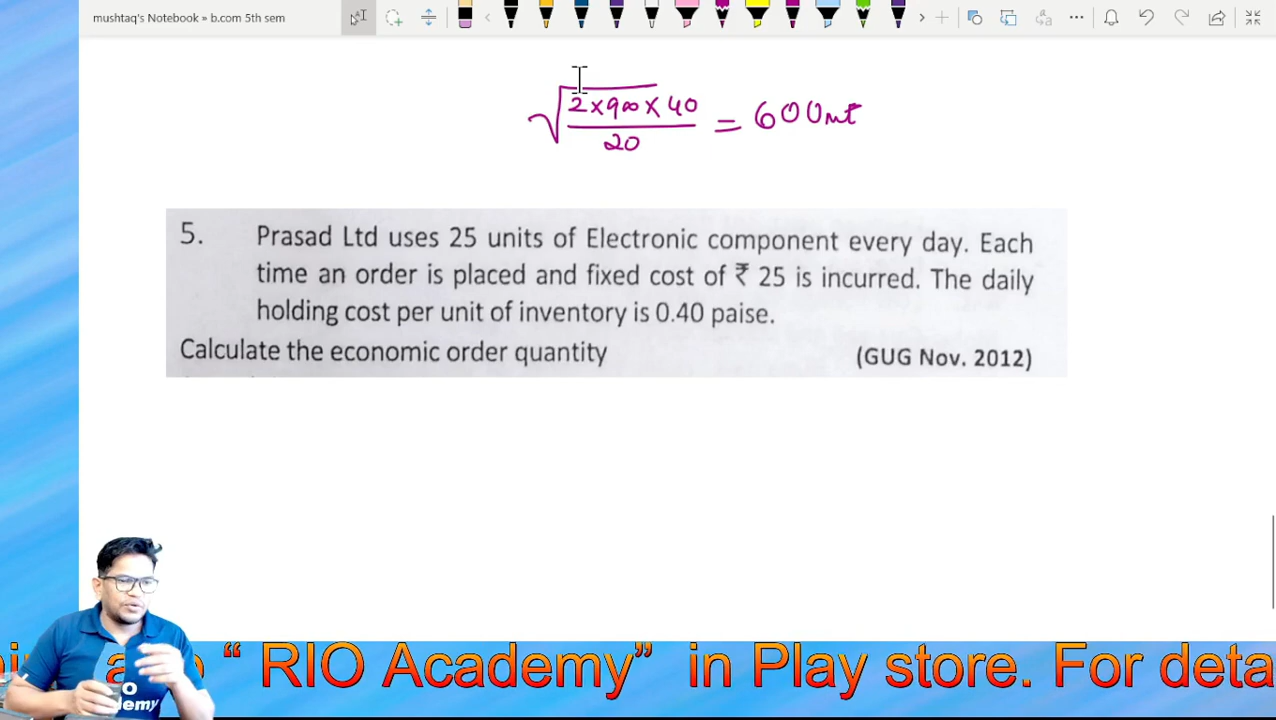 mushtaq's Notebook » b.com 5th sem
√2×900×40
20
= 600 unt
5. Prasad Ltd uses 25 units of Electronic component every day. Each
time an order is placed and fixed cost of ₹ 25 is incurred. The daily
holding cost per unit of inventory is 0.40 paise.
Calculate the economic order quantity (GUG Nov. 2012)
“ RIO Academy” in Play store. For deta